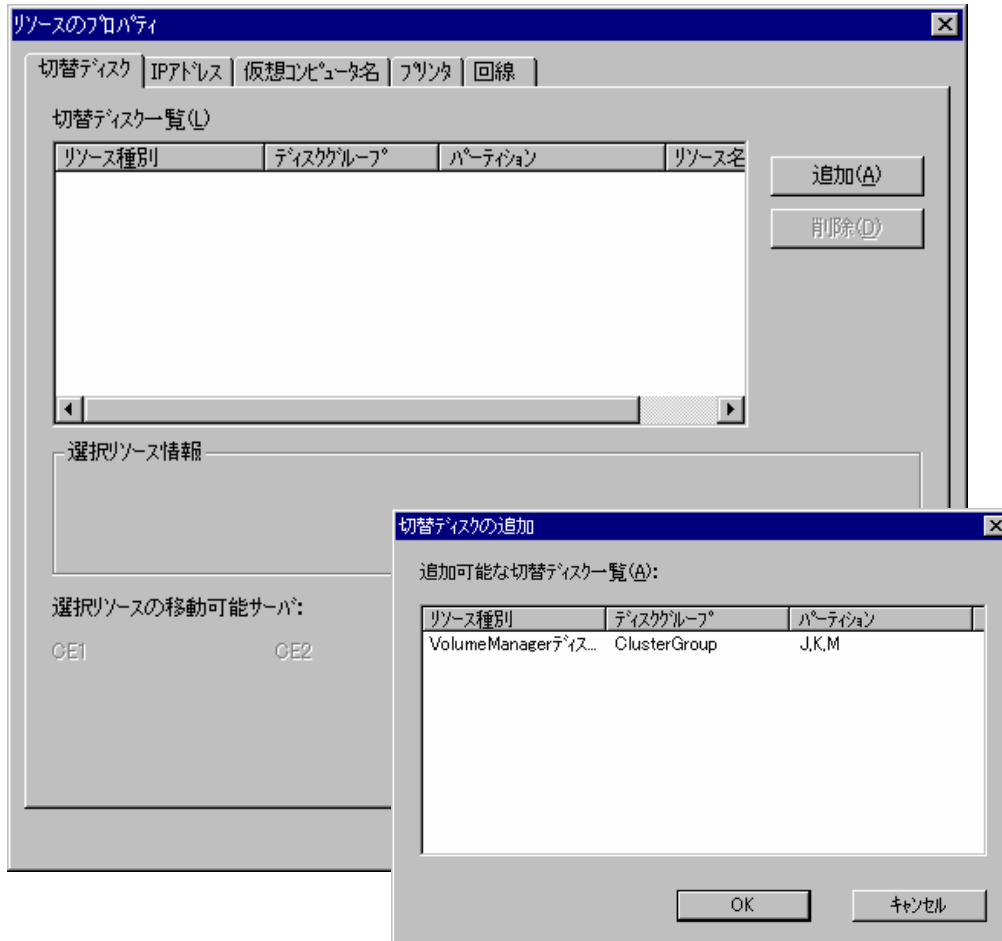 リソースのプロパティ
切替ディスク IPアドレス 仮想コンピュータ名 プリンタ 回線
切替ディスク一覧(L)
リソース種別 ディスクグループ パーティション リソース名
追加(A)
削除(D)
選択リソース情報
選択リソースの移動可能サーバ:
CE1 CE2
切替ディスクの追加
追加可能な切替ディスク一覧(A):
リソース種別 ディスクグループ パーティション
VolumeManagerディス... ClusterGroup J,K,M
OK キャンセル